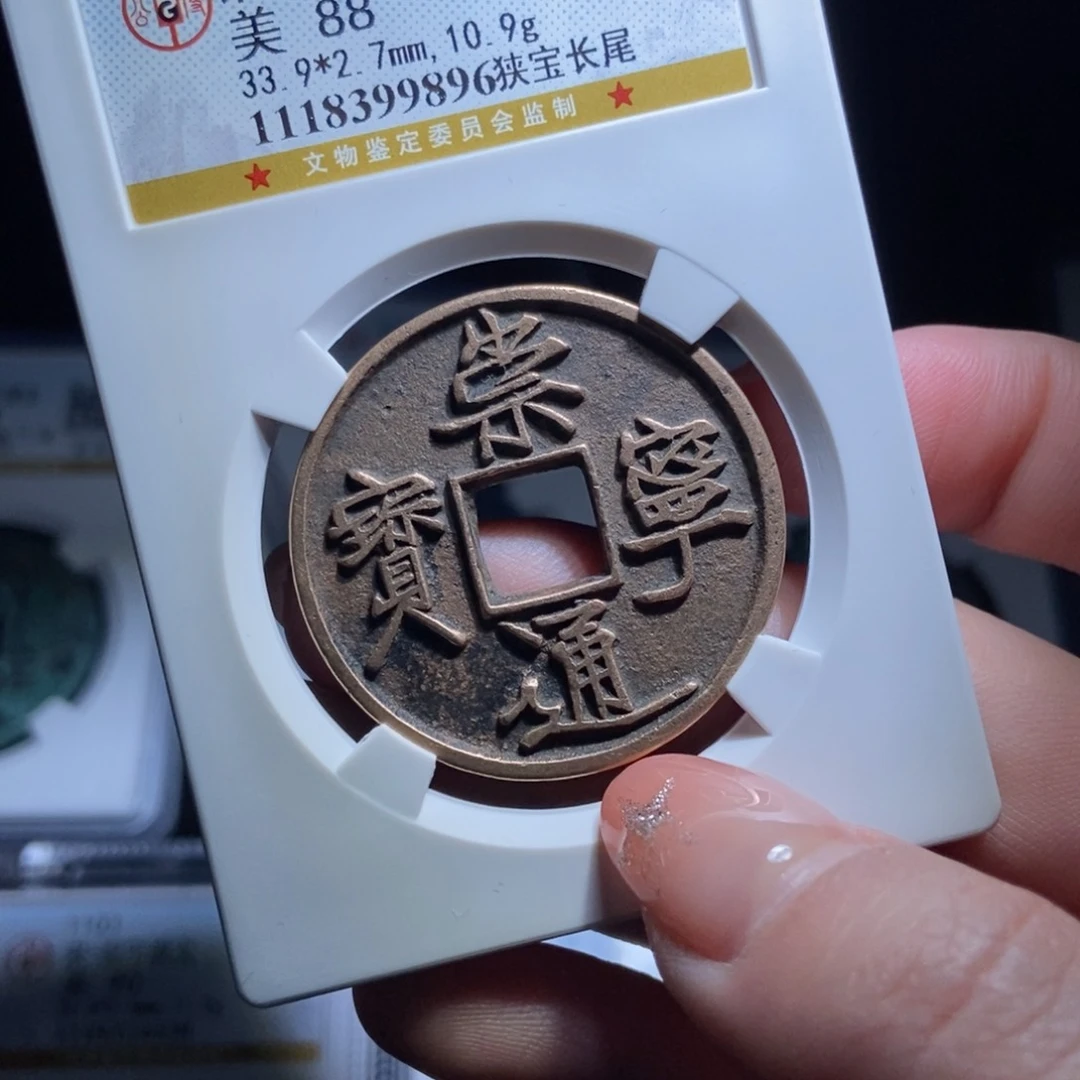 美 88
33.9*2.7mm, 10.9g
1118399896狭宝长尾
★ 文物鉴定委员会监制 ★
崇
寧
通
寶